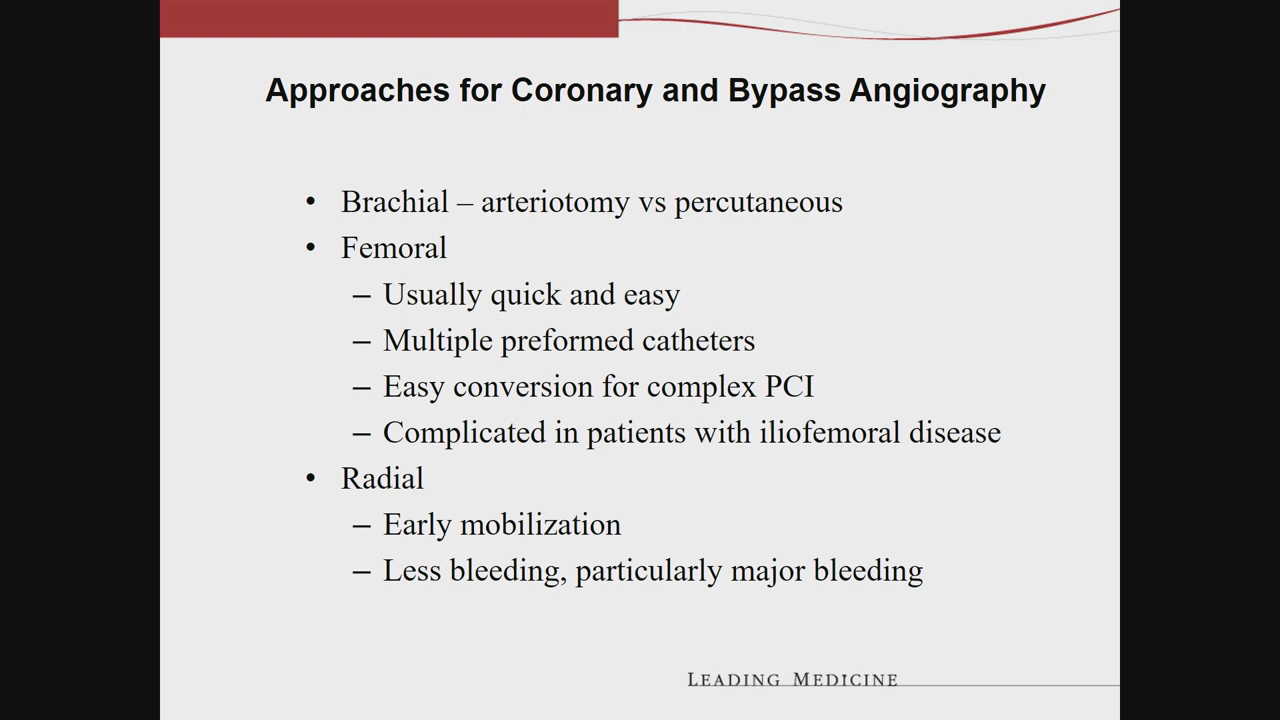 Approaches for Coronary and Bypass Angiography
• Brachial – arteriotomy vs percutaneous
• Femoral
– Usually quick and easy
– Multiple preformed catheters
– Easy conversion for complex PCI
– Complicated in patients with iliofemoral disease
• Radial
– Early mobilization
– Less bleeding, particularly major bleeding
LEADING MEDICINE